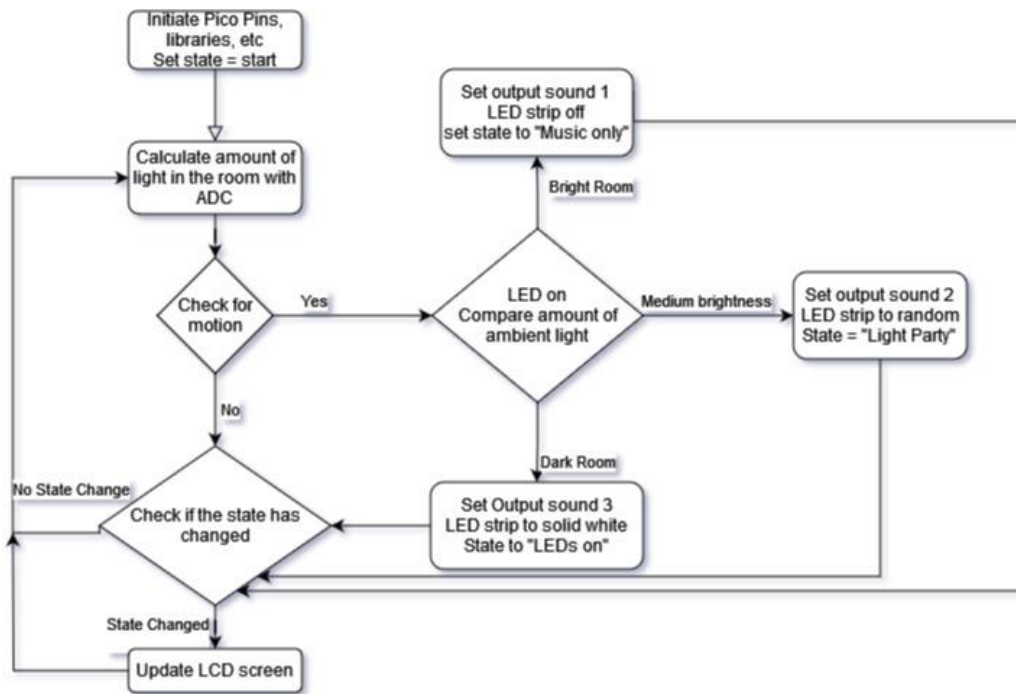 Initiate Pico Pins,
libraries, etc
Set state = start
Calculate amount of
light in the room with
ADC
Check for
motion
Yes
No
LED on
Compare amount of
ambient light
Bright Room
Set output sound 1
LED strip off
set state to "Music only"
Medium brightness
Set output sound 2
LED strip to random
State = "Light Party"
Dark Room
Set Output sound 3
LED strip to solid white
State to "LEDs on"
Check if the state has
changed
No State Change
State Changed
Update LCD screen